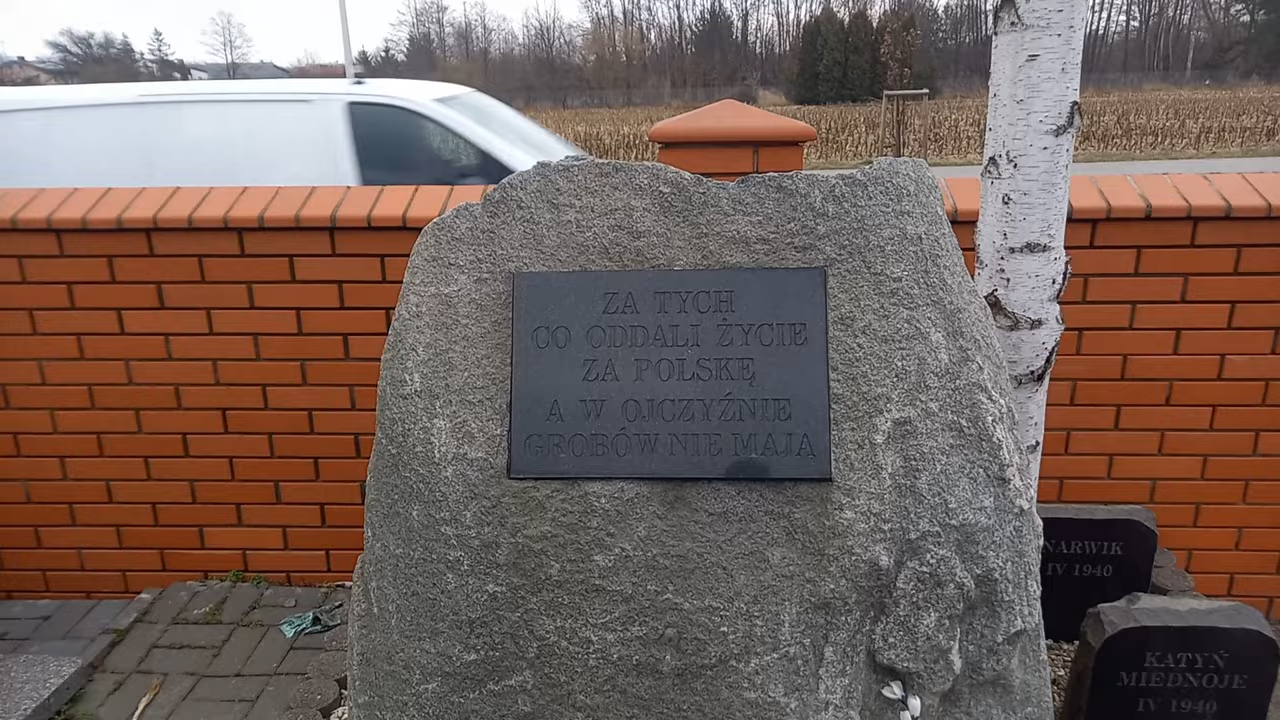 ZA TYCH
CO ODDALI ŻYCIE
ZA POLSKĘ
A W OJCZYŹNIE
GROBÓW NIE MAJĄ
NARWIK
IV 1940
KATYŃ
MIEDNOJE
IV 1940